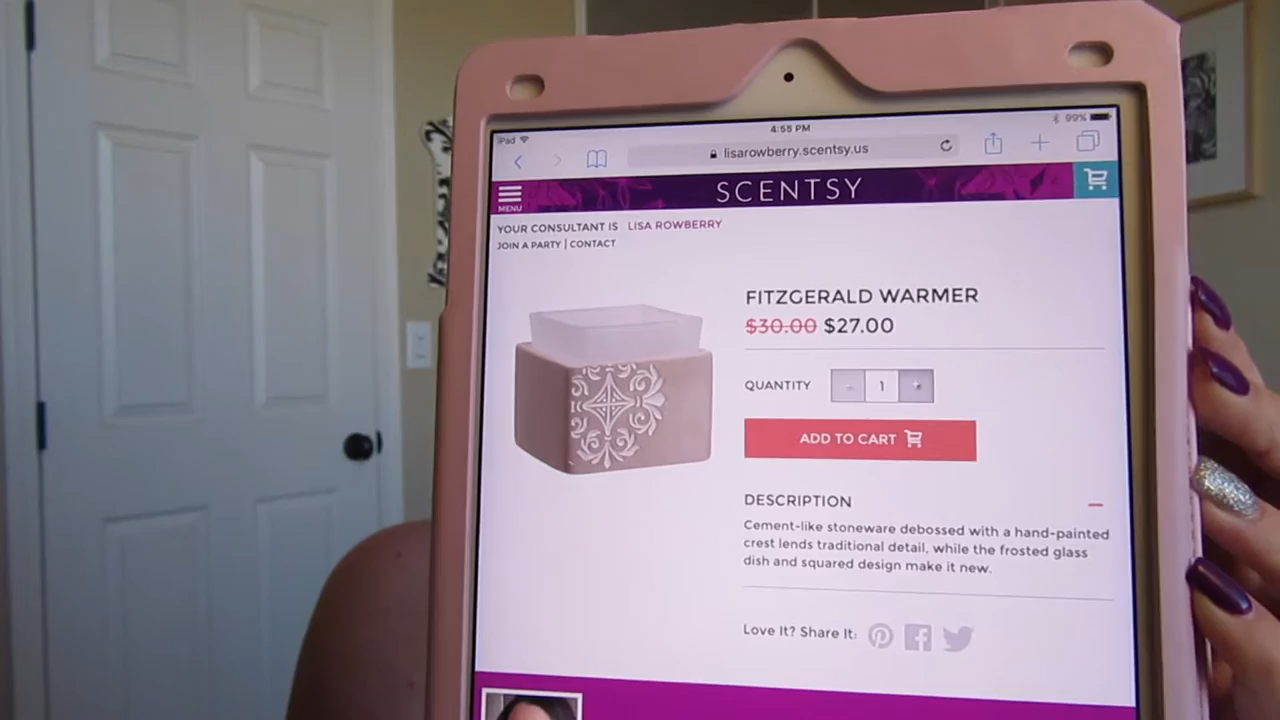 iPad
4:55 PM
99%
lisarowberry.scentsy.us
MENU
SCENTSY
YOUR CONSULTANT IS LISA ROWBERRY
JOIN A PARTY | CONTACT
FITZGERALD WARMER
$30.00 $27.00
QUANTITY - 1 +
ADD TO CART
DESCRIPTION
Cement-like stoneware debossed with a hand-painted
crest lends traditional detail, while the frosted glass
dish and squared design make it new.
Love It? Share It: